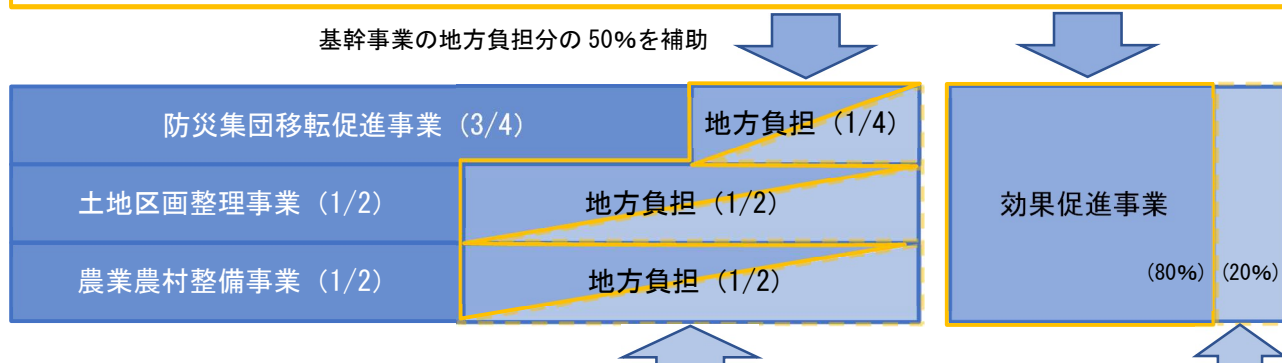 基幹事業の地方負担分の 50%を補助
防災集団移転促進事業（3/4）
地方負担（1/4）
土地区画整理事業（1/2）
地方負担（1/2）
効果促進事業
農業農村整備事業（1/2）
地方負担（1/2）
(80%)
(20%)